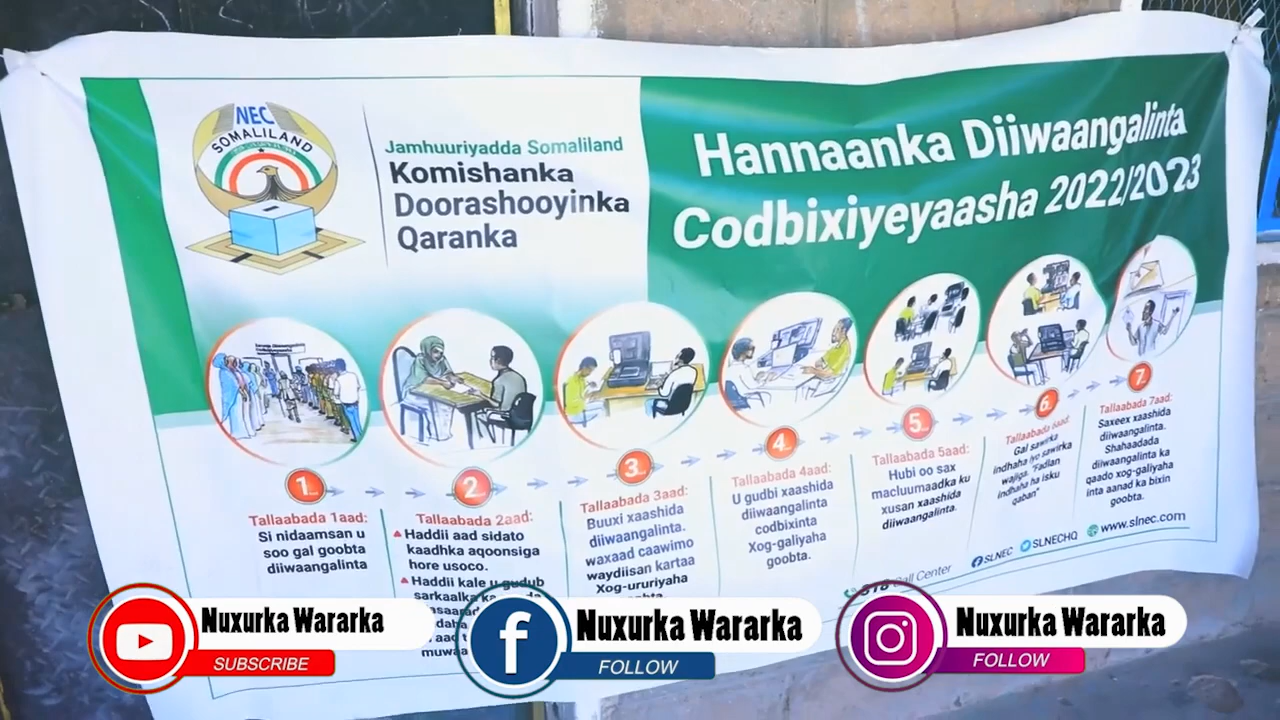 NEC
SOMALILAND
Jamhuuriyadda Somaliland
Komishanka
Doorashooyinka
Qaranka
Hannaanka Diiwaangalinta
Codbixiyeyaasha 2022/2023
1
Tallaabada 1aad:
Si nidaamsan u
soo gal goobta
diiwaangalinta
2
Tallaabada 2aad:
Haddii aad sidato
kaadhka aqoonsiga
hore usoco.
Haddii kale u gudub
sarkaalka
3
Tallaabada 3aad:
Buuxi xaashida
diiwaangalinta.
waxaad caawimo
waydiisan kartaa
Xog-ururiyaha
4
Tallaabada 4aad:
U gudbi xaashida
diiwaangalinta
codbixinta
Xog-galiyaha
goobta.
5
Tallaabada 5aad:
Hubi oo sax
macluumaadka ku
xusan xaashida
diiwaangalinta.
6
Tallaabada 6aad:
Gal sawirka
indhaha iyo sawirka
wajiga. "Fadlan
indhaha ha isku
qaban"
7
Tallaabada 7aad:
Saxeex xaashida
diiwaangalinta.
Shahaadada
diiwaangalinta ka
qaado xog-galiyaha
inta aanad ka bixin
goobta.
Call Center
SLNEC
SLNECHQ
www.slnec.com
Nuxurka Wararka
SUBSCRIBE
Nuxurka Wararka
FOLLOW
Nuxurka Wararka
FOLLOW